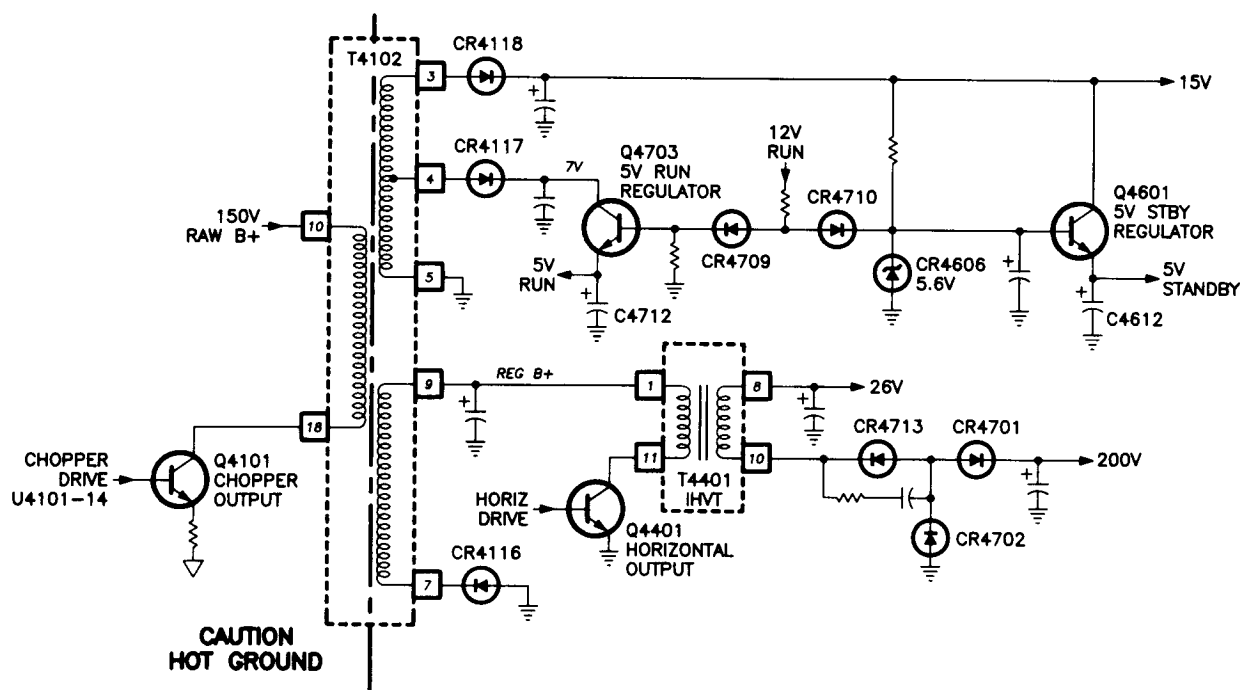 T4102
CR4118
3
+
15V
CR4117
4
7V
Q4703
5V RUN
REGULATOR
12V
RUN
CR4710
Q4601
5V STBY
REGULATOR
150V
RAW B+
10
CR4709
CR4606
5.6V
+
5
5V
RUN
+
C4712
5V
STANDBY
+
C4612
9
REG B+
+
1
8
26V
+
18
11
10
T4401
IHVT
CR4713
CR4701
200V
+
CHOPPER
DRIVE
U4101-14
Q4101
CHOPPER
OUTPUT
HORIZ
DRIVE
Q4401
HORIZONTAL
OUTPUT
CR4702
7
CR4116
CAUTION
HOT GROUND